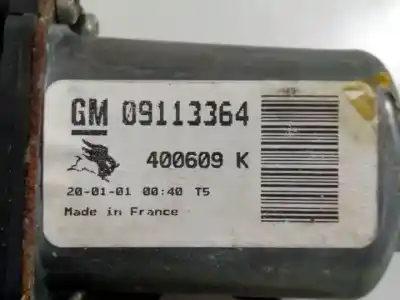 GM 09113364
400609 K
20-01-01 00:40 T5
Made in France